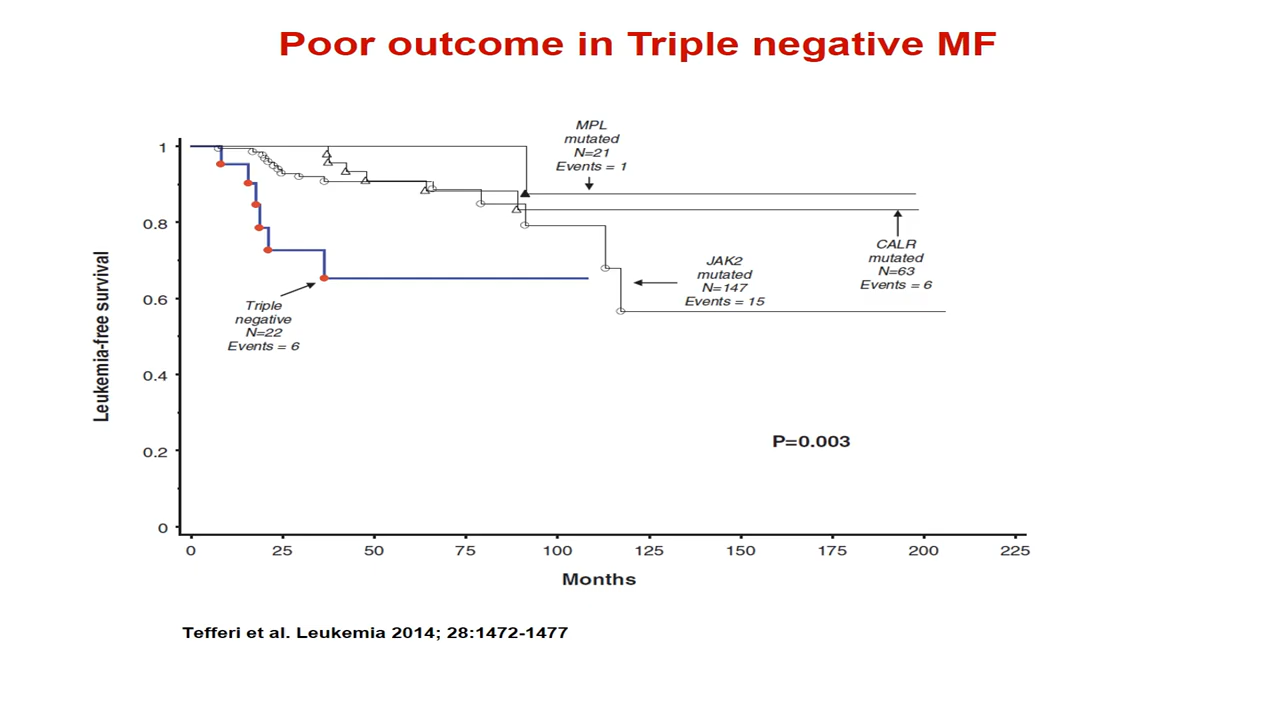 Poor outcome in Triple negative MF
MPL
mutated
N=21
Events = 1
1
0.8
0.6
0.4
0.2
0
Leukemia-free survival
Triple
negative
N=22
Events = 6
JAK2
mutated
N=147
Events = 15
CALR
mutated
N=63
Events = 6
P=0.003
0 25 50 75 100 125 150 175 200 225
Months
Tefferi et al. Leukemia 2014; 28:1472-1477